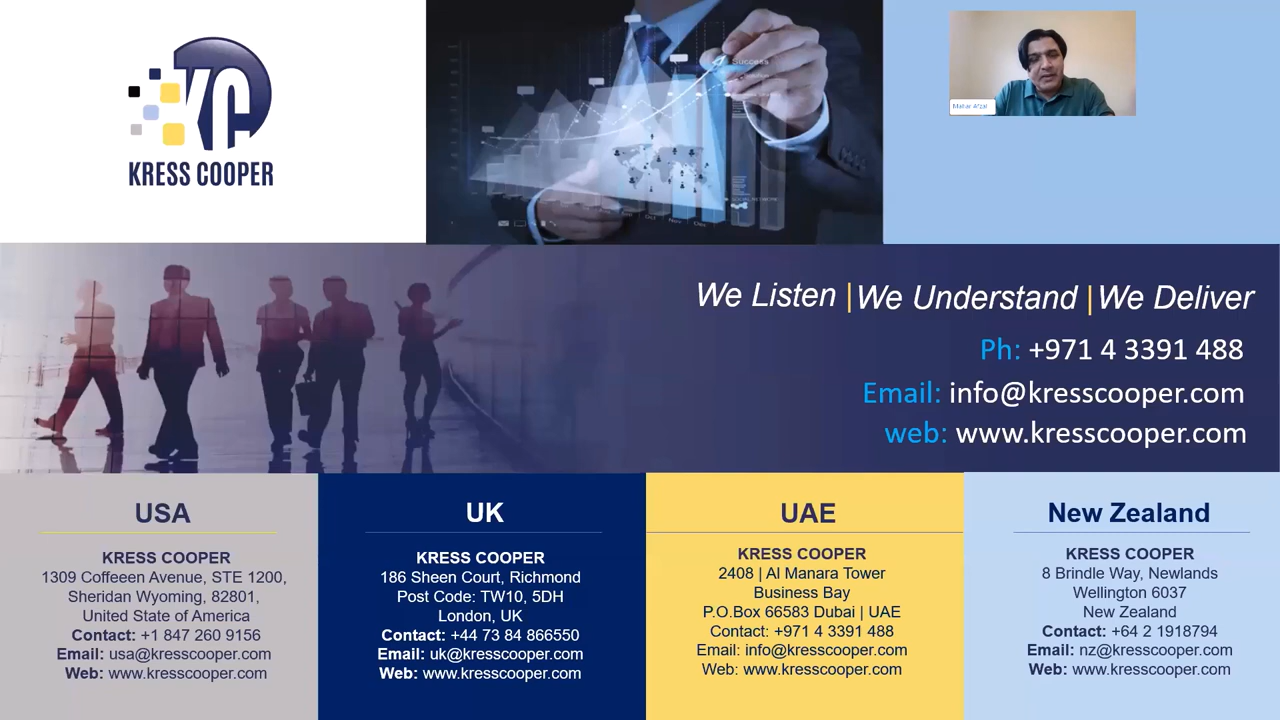 KC
KRESS COOPER
Success
Mahar Afzal
We Listen |We Understand |We Deliver
Ph: +971 4 3391 488
Email: info@kresscooper.com
web: www.kresscooper.com
USA
KRESS COOPER
1309 Coffeeen Avenue, STE 1200,
Sheridan Wyoming, 82801,
United State of America
Contact: +1 847 260 9156
Email: usa@kresscooper.com
Web: www.kresscooper.com
UK
KRESS COOPER
186 Sheen Court, Richmond
Post Code: TW10, 5DH
London, UK
Contact: +44 73 84 866550
Email: uk@kresscooper.com
Web: www.kresscooper.com
UAE
KRESS COOPER
2408 | Al Manara Tower
Business Bay
P.O.Box 66583 Dubai | UAE
Contact: +971 4 3391 488
Email: info@kresscooper.com
Web: www.kresscooper.com
New Zealand
KRESS COOPER
8 Brindle Way, Newlands
Wellington 6037
New Zealand
Contact: +64 2 1918794
Email: nz@kresscooper.com
Web: www.kresscooper.com